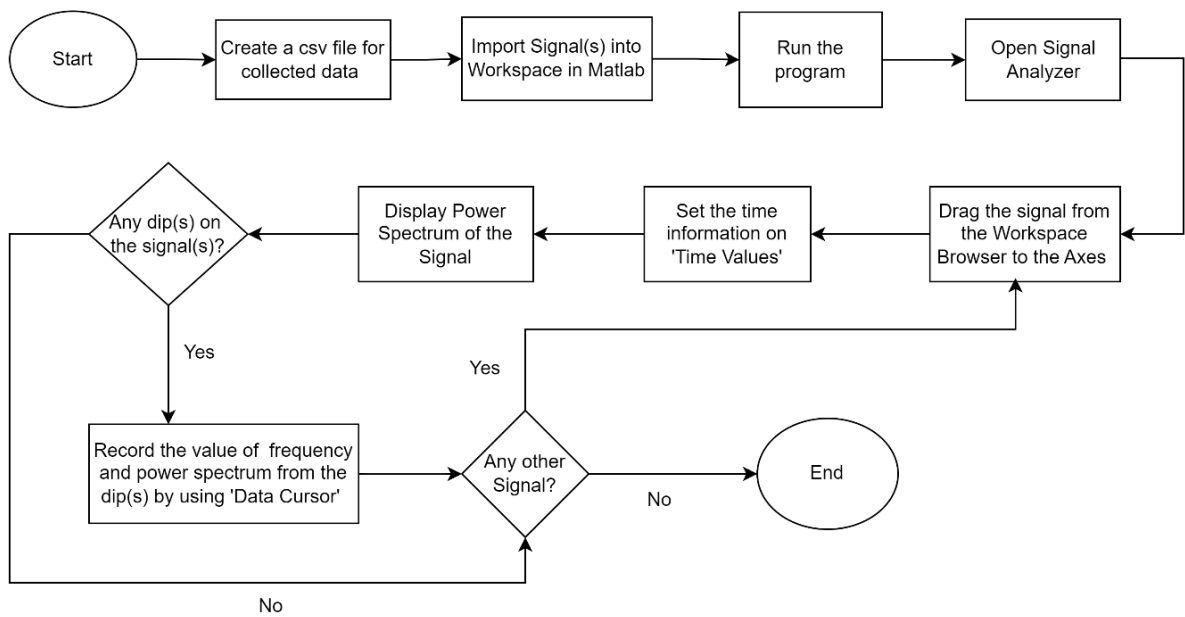 Start
Create a csv file for
collected data
Import Signal(s) into
Workspace in Matlab
Run the
program
Open Signal
Analyzer
Any dip(s) on
the signal(s)?
Display Power
Spectrum of the
Signal
Set the time
information on
'Time Values'
Drag the signal from
the Workspace
Browser to the Axes
Yes
Yes
Record the value of  frequency
and power spectrum from the
dip(s) by using 'Data Cursor'
Any other
Signal?
End
No
No